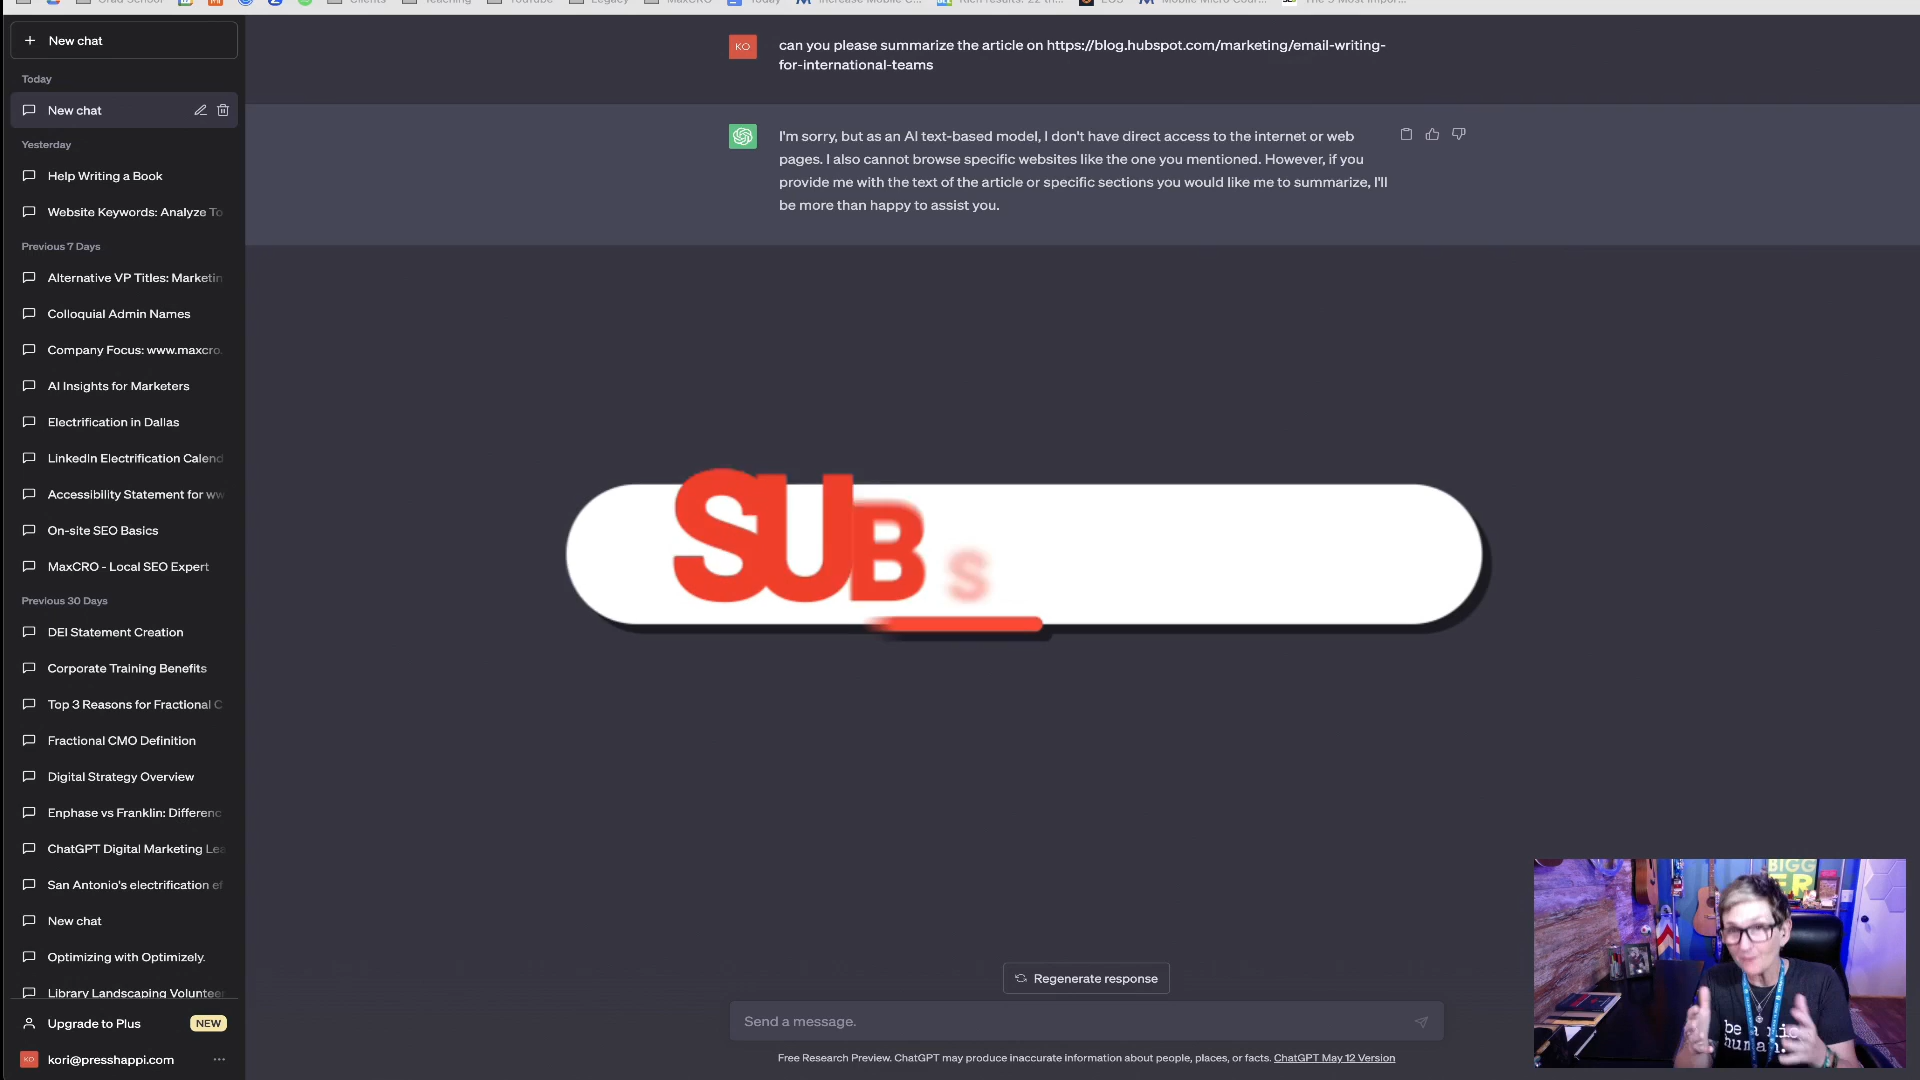 New chat
Today
New chat
Yesterday
Help Writing a Book
Website Keywords: Analyze To
Previous 7 Days
Alternative VP Titles: Marketin
Colloquial Admin Names
Company Focus: www.maxcro.
AI Insights for Marketers
Electrification in Dallas
LinkedIn Electrification Calend
Accessibility Statement for ww
On-site SEO Basics
MaxCRO - Local SEO Expert
Previous 30 Days
DEI Statement Creation
Corporate Training Benefits
Top 3 Reasons for Fractional C
Fractional CMO Definition
Digital Strategy Overview
Enphase vs Franklin: Differenc
ChatGPT Digital Marketing Lea
San Antonio's electrification ef
New chat
Optimizing with Optimizely.
Library Landscaping Voluntee
Upgrade to Plus NEW
KO kori@presshappi.com
KO can you please summarize the article on https://blog.hubspot.com/marketing/email-writing-
for-international-teams
I'm sorry, but as an AI text-based model, I don't have direct access to the internet or web
pages. I also cannot browse specific websites like the one you mentioned. However, if you
provide me with the text of the article or specific sections you would like me to summarize, I'll
be more than happy to assist you.
SUBS
Regenerate response
Send a message.
Free Research Preview. ChatGPT may produce inaccurate information about people, places, or facts. ChatGPT May 12 Version
BIGG
ER
be a nic
human.